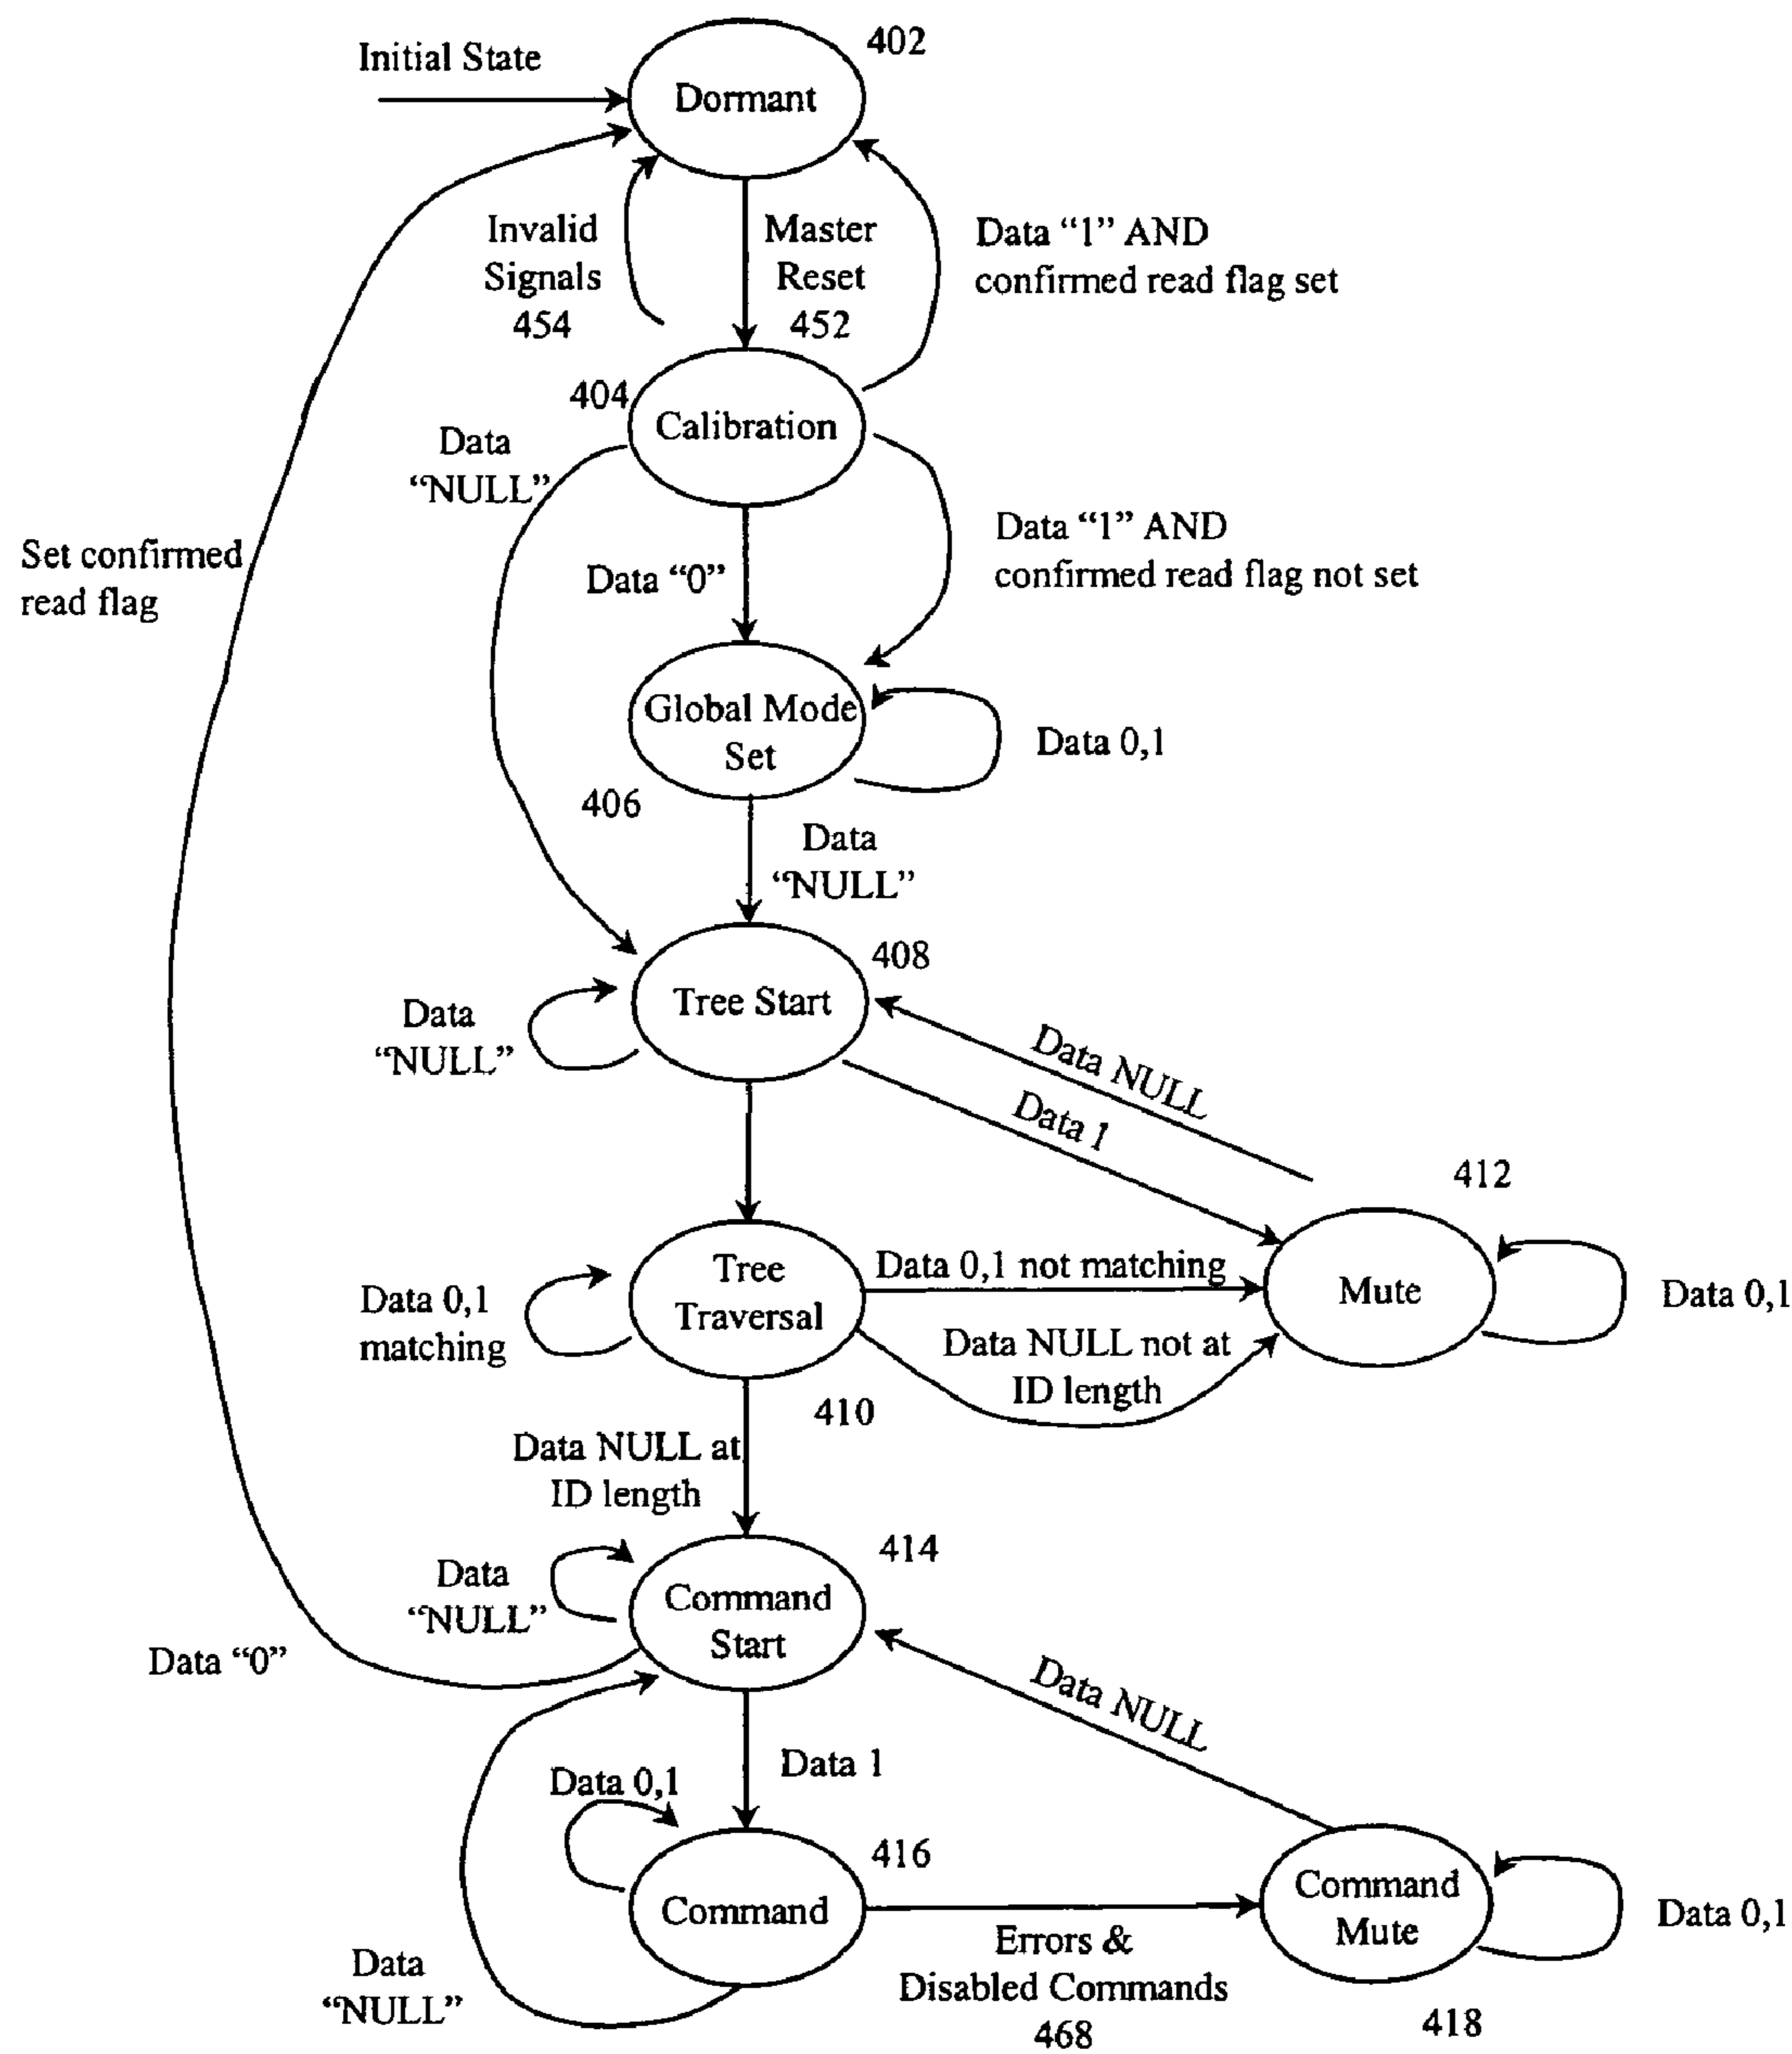 402
Initial State
Dormant
Invalid
Signals
454
Master
Reset
452
Data “1” AND
confirmed read flag set
404
Calibration
Data
“NULL”
Set confirmed
read flag
Data “0”
Data “1” AND
confirmed read flag not set
Global Mode
Set
Data 0,1
406
Data
“NULL”
408
Tree Start
Data
“NULL”
Data NULL
Data 1
412
Tree
Traversal
Data 0,1
matching
Data 0,1 not matching
Mute
Data 0,1
Data NULL not at
ID length
410
Data NULL at
ID length
414
Data
“NULL”
Command
Start
Data “0”
Data NULL
Data 1
Data 0,1
416
Command
Command
Mute
Data 0,1
Errors &
Disabled Commands
468
Data
“NULL”
418